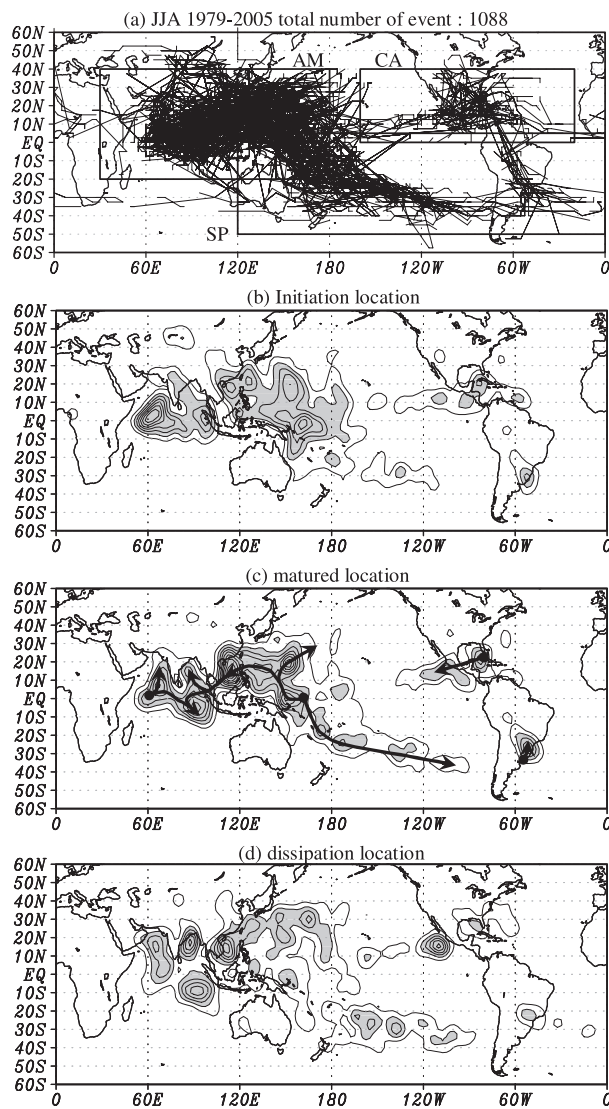 (a) JJA 1979-2005 total number of event : 1088
60N
50N
AM CA
40N
30N
20N
10N
EQ
10S
20S
30S
40S
SP
50S
60S
0 60E 120E 180 120W 60W 0
(b) Initiation location
60N
50N
40N
30N
20N
10N
EQ
10S
20S
30S
40S
50S
60S
0 60E 120E 180 120W 60W 0
(c) matured location
60N
50N
40N
30N
20N
10N
EQ
10S
20S
30S
40S
50S
60S
0 60E 120E 180 120W 60W 0
(d) dissipation location
60N
50N
40N
30N
20N
10N
EQ
10S
20S
30S
40S
50S
60S
0 60E 120E 180 120W 60W 0